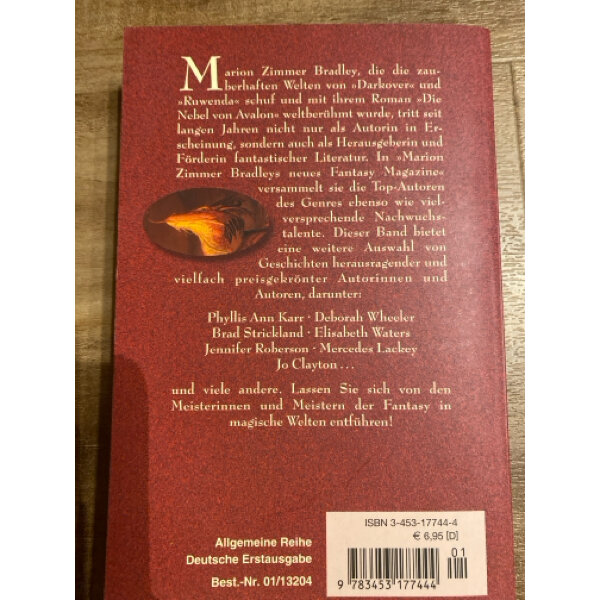 Marion Zimmer Bradley, die die zau-
berhaften Welten von »Darkover« und
»Ruwenda« schuf und mit ihrem Roman »Die
Nebel von Avalon« weltberühmt wurde, tritt seit
langen Jahren nicht nur als Autorin in Er-
scheinung, sondern auch als Herausgeberin und
Förderin fantastischer Literatur. In »Marion
Zimmer Bradleys neues Fantasy Magazine«
versammelt sie die Top-Autoren
des Genres ebenso wie viel-
versprechende Nachwuchs-
talente. Dieser Band bietet
eine weitere Auswahl von
Geschichten herausragender und
vielfach preisgekrönter Autorinnen und
Autoren, darunter:
Phyllis Ann Karr · Deborah Wheeler
Brad Strickland · Elisabeth Waters
Jennifer Roberson · Mercedes Lackey
Jo Clayton …
und viele andere. Lassen Sie sich von den
Meisterinnen und Meistern der Fantasy in
magische Welten entführen!
ISBN 3-453-17744-4
€ 6,95 [D]
01
Allgemeine Reihe
Deutsche Erstausgabe
Best.-Nr. 01/13204
9 783453 177444